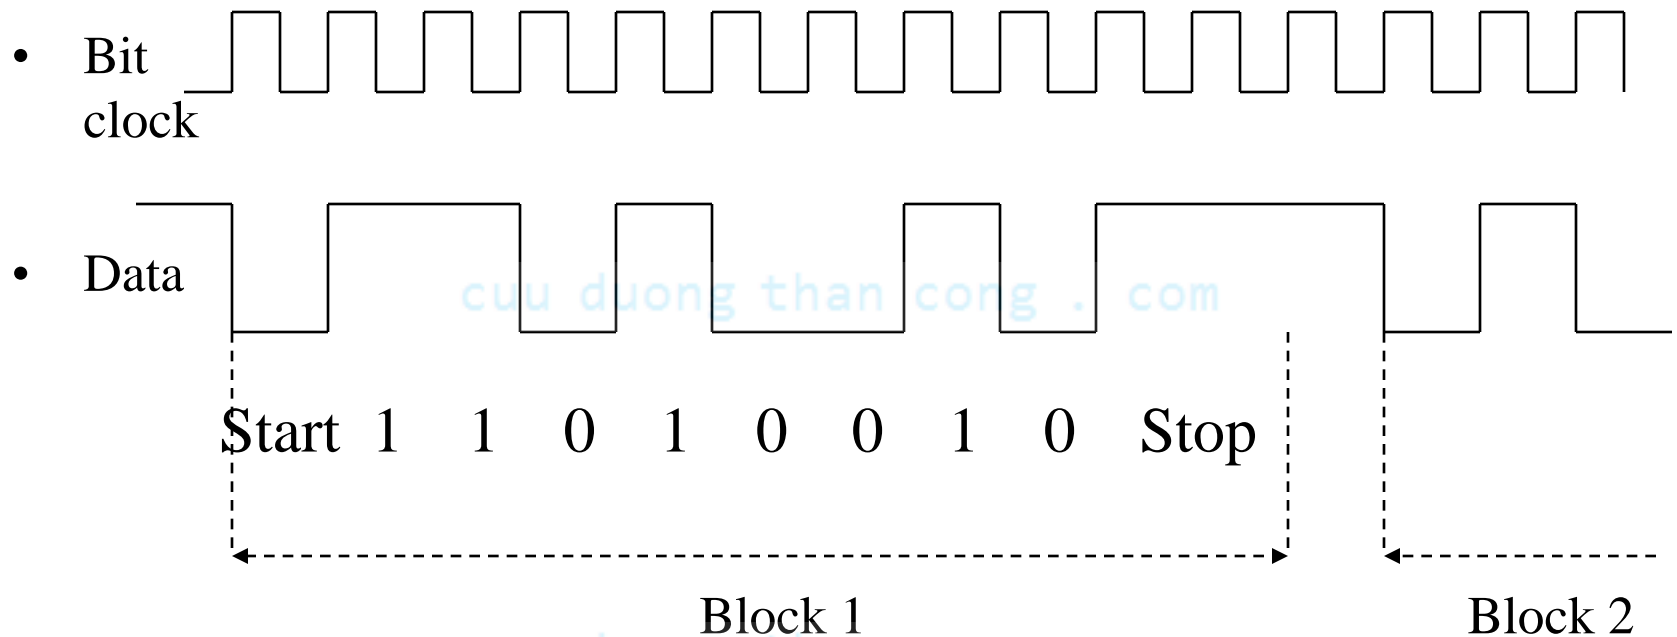 • Bit
clock
• Data
cuu duong than cong . com
Start 1 1 0 1 0 0 1 0 Stop
Block 1 Block 2